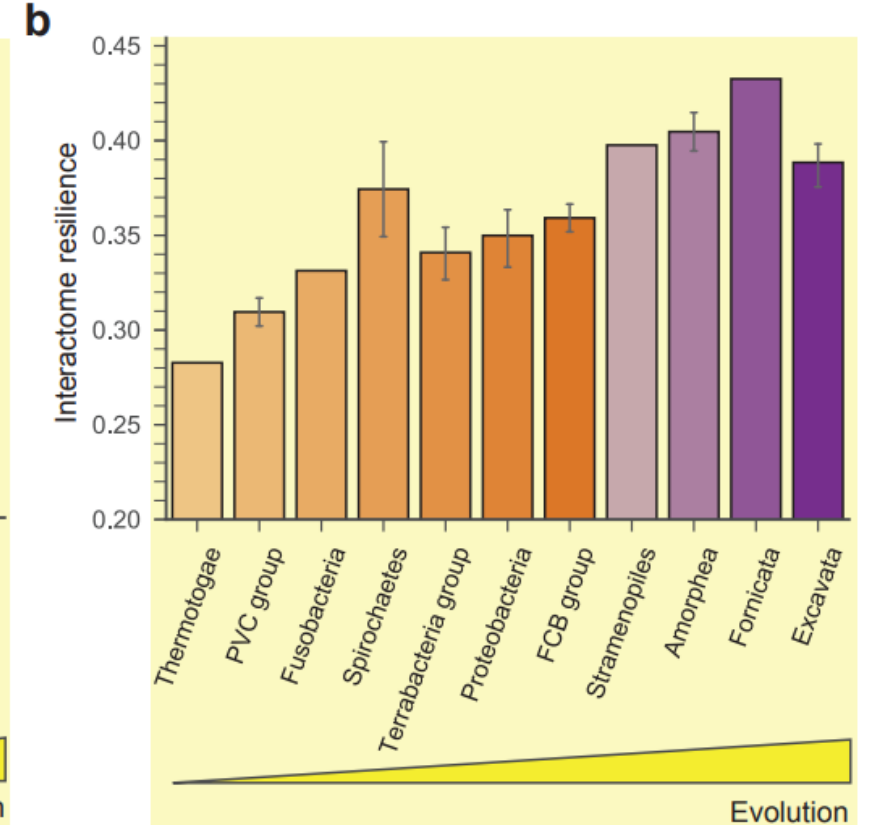 b
Interactome resilience
0.45
0.40
0.35
0.30
0.25
0.20
Thermotogae
PVC group
Fusobacteria
Spirochaetes
Terrabacteria group
Proteobacteria
FCB group
Stramenopiles
Amorphea
Fornicata
Excavata
Evolution